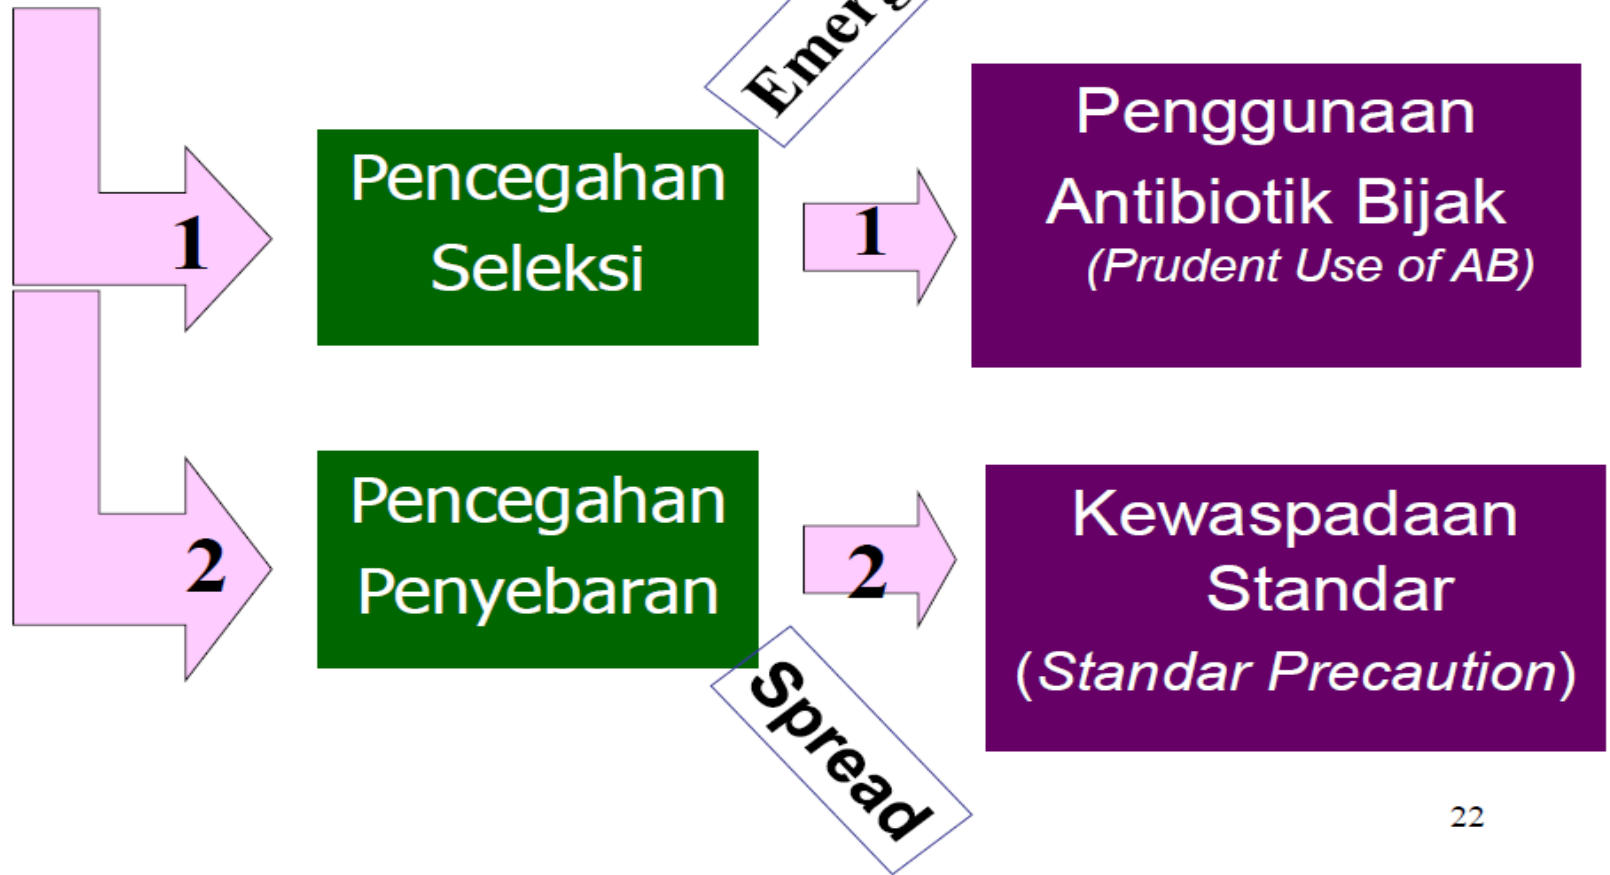 1
Pencegahan
Seleksi
1
Penggunaan
Antibiotik Bijak
(Prudent Use of AB)
2
Pencegahan
Penyebaran
2
Kewaspadaan
Standar
(Standar Precaution)
Spread
22